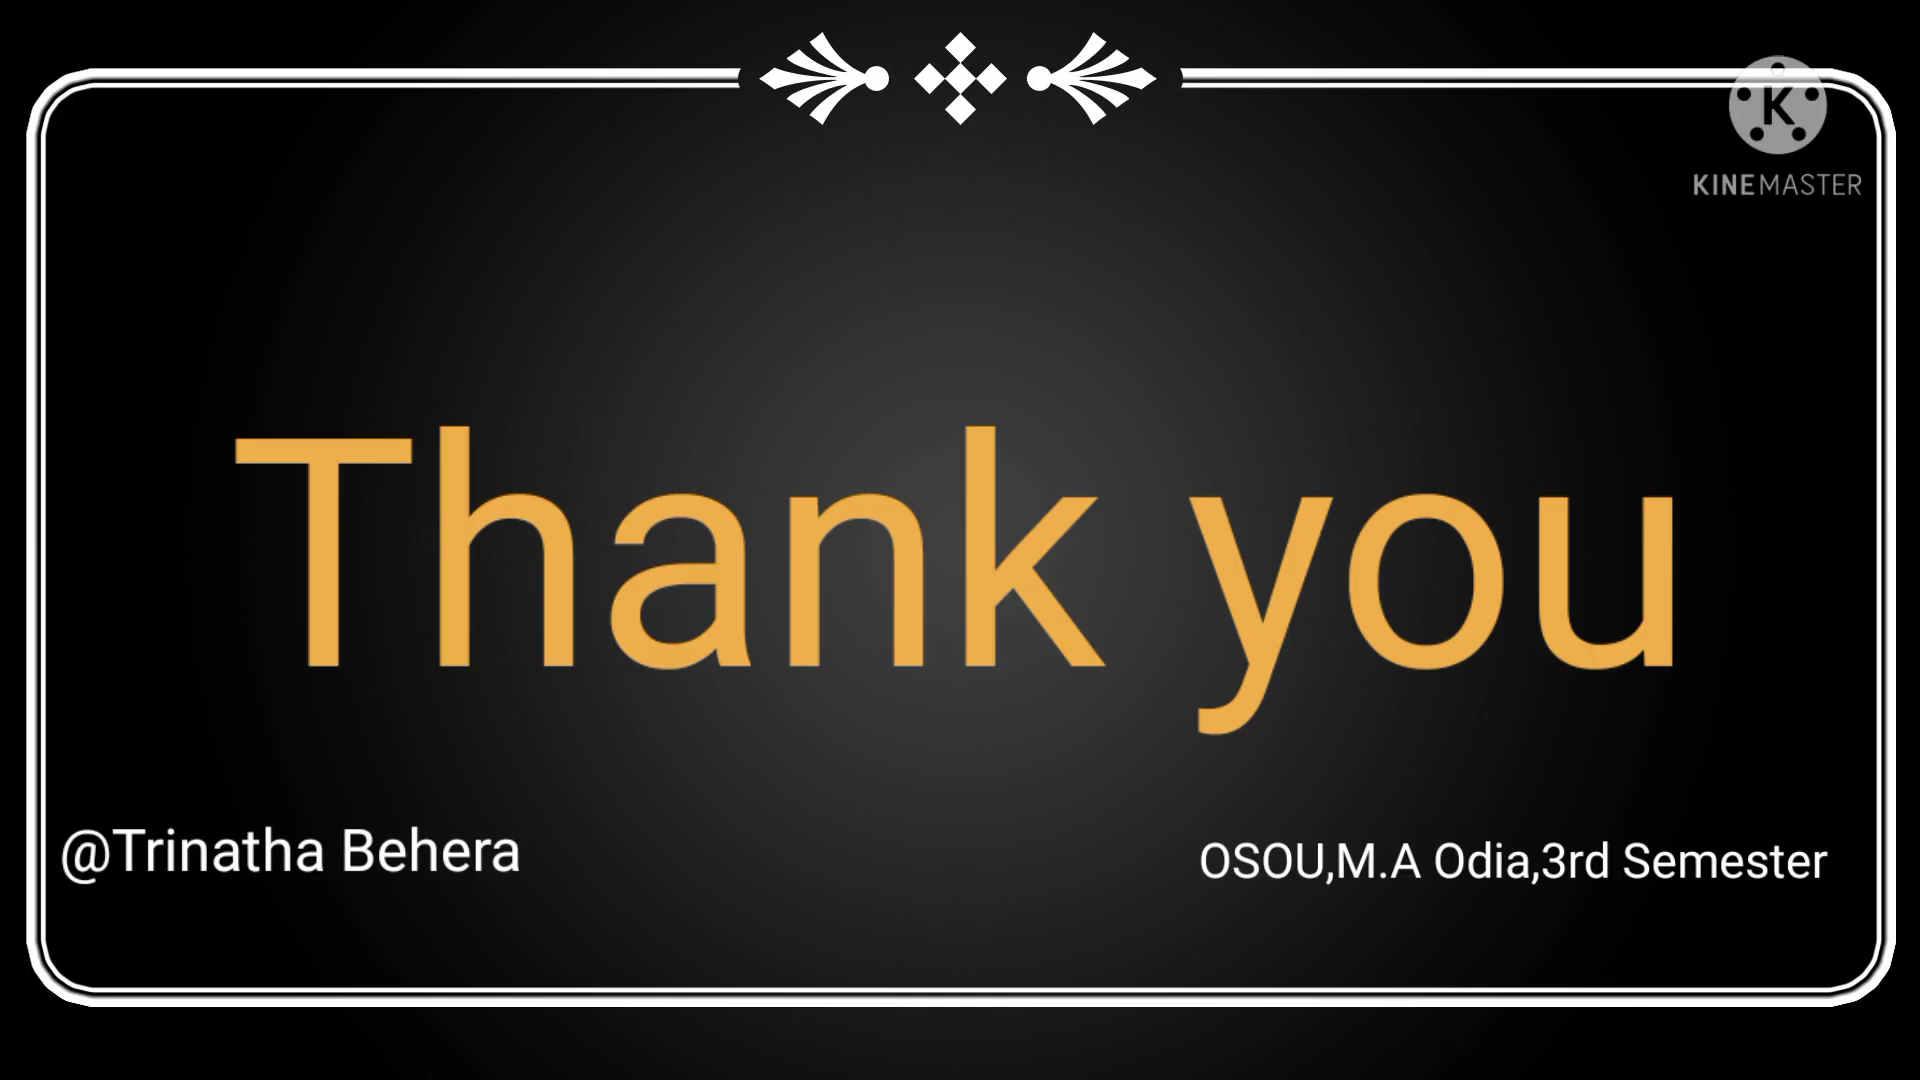 K
KINEMASTER
Thank you
@Trinatha Behera
OSOU,M.A Odia,3rd Semester